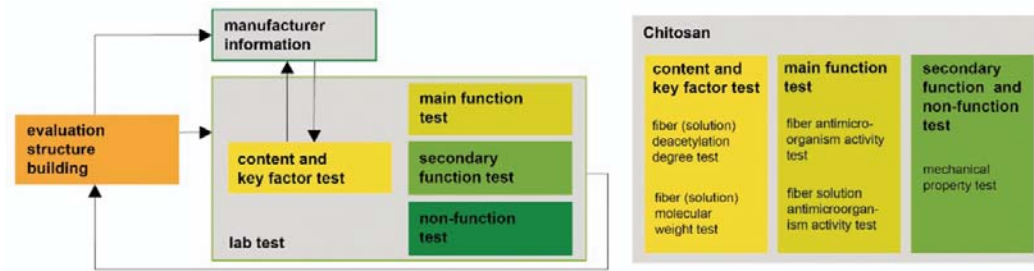 manufacturer
information
evaluation
structure
building
content and
key factor test
main function
test
secondary
function test
non-function
test
lab test
Chitosan
content and
key factor test
fiber (solution)
deacetylation
degree test
fiber (solution)
molecular
weight test
main function
test
fiber antimicro-
organism activity
test
fiber solution
antimicroorgan-
ism activity test
secondary
function and
non-function
test
mechanical
property test